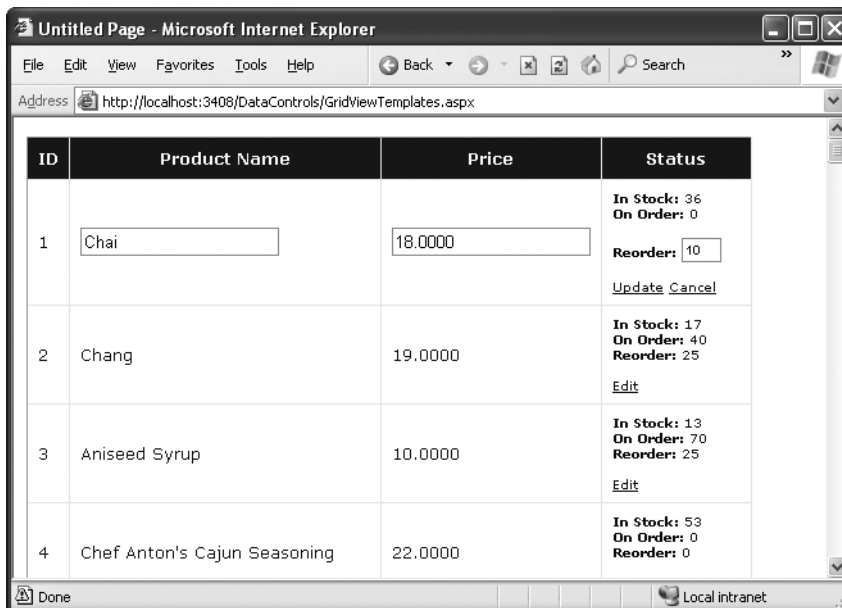 Untitled Page - Microsoft Internet Explorer
File Edit View Favorites Tools Help Back Search »
Address http://localhost:3408/DataControls/GridViewTemplates.aspx
ID Product Name Price Status
1 Chai 18.0000
In Stock: 36
On Order: 0
Reorder: 10
Update Cancel
2 Chang 19.0000
In Stock: 17
On Order: 40
Reorder: 25
Edit
3 Aniseed Syrup 10.0000
In Stock: 13
On Order: 70
Reorder: 25
Edit
4 Chef Anton's Cajun Seasoning 22.0000
In Stock: 53
On Order: 0
Reorder: 0
Done Local intranet